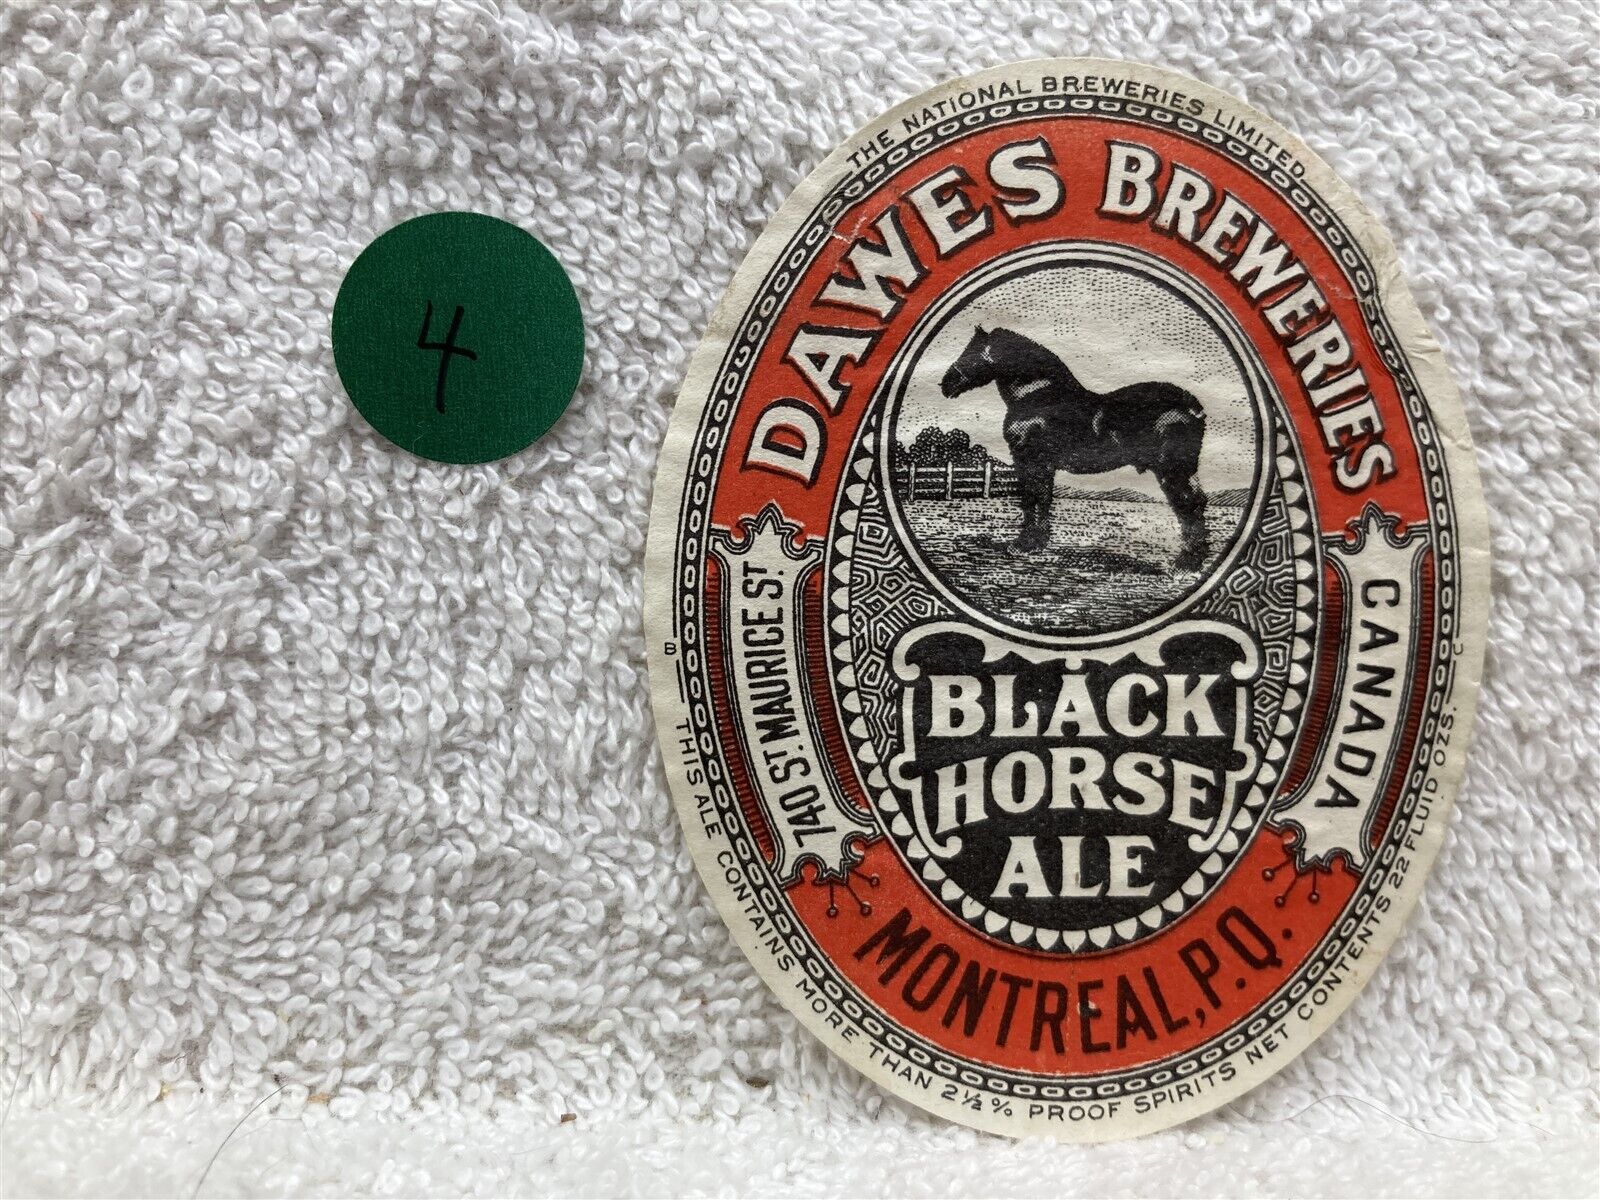 4
THE NATIONAL BREWERIES LIMITED
DAWES BREWERIES
740 ST. MAURICE ST.
CANADA
BLACK
HORSE
ALE
MONTREAL, P.Q.
B
C
THIS ALE CONTAINS MORE THAN 2½% PROOF SPIRITS NET CONTENTS 22 FLUID OZS.